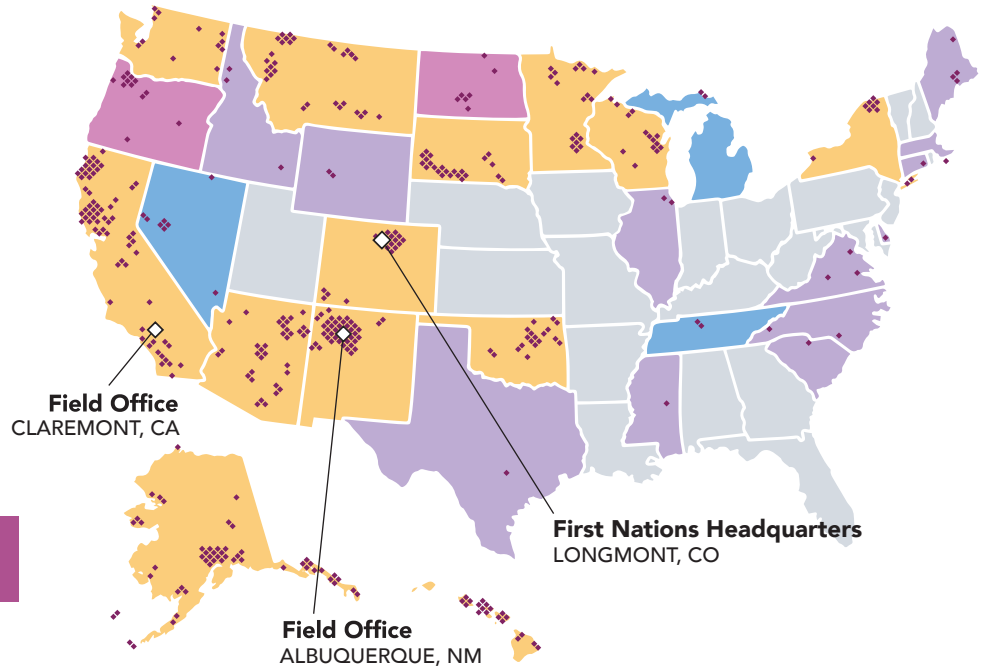 Field Office
CLAREMONT, CA
First Nations Headquarters
LONGMONT, CO
Field Office
ALBUQUERQUE, NM